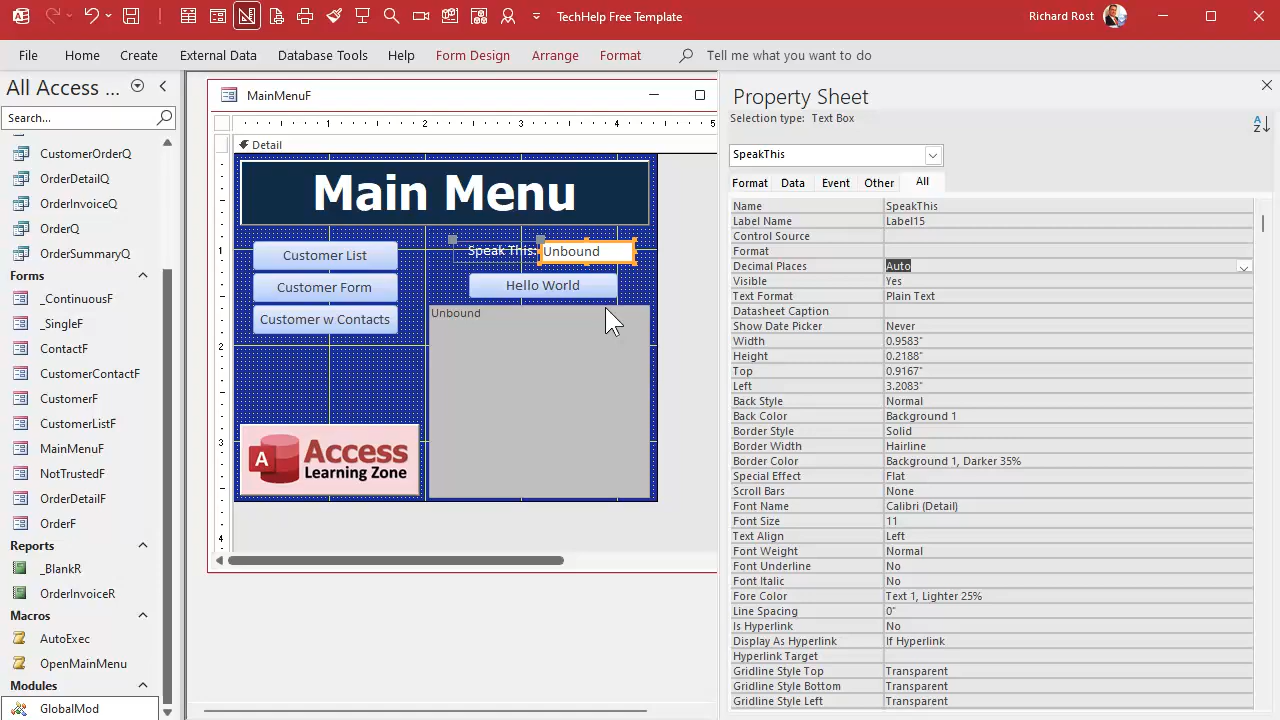 TechHelp Free Template
Richard Rost
File Home Create External Data Database Tools Help Form Design Arrange Format Tell me what you want to do
All Access ...
Search...
CustomerOrderQ
OrderDetailQ
OrderInvoiceQ
OrderQ
OrderSummaryQ
Forms
_ContinuousF
_SingleF
ContactF
CustomerContactF
CustomerF
CustomerListF
MainMenuF
NotTrustedF
OrderDetailF
OrderF
Reports
_BlankR
OrderInvoiceR
Macros
AutoExec
OpenMainMenu
Modules
GlobalMod
MainMenuF
1 2 3 4 5
Detail
Main Menu
1
2
3
4
Customer List
Customer Form
Customer w Contacts
Speak This:
Unbound
Hello World
Unbound
A
Access
Learning Zone
Property Sheet
Selection type: Text Box
SpeakThis
Format Data Event Other All
Name SpeakThis
Label Name Label15
Control Source
Format
Decimal Places Auto
Visible Yes
Text Format Plain Text
Datasheet Caption
Show Date Picker Never
Width 0.9583"
Height 0.2188"
Top 0.9167"
Left 3.2083"
Back Style Normal
Back Color Background 1
Border Style Solid
Border Width Hairline
Border Color Background 1, Darker 35%
Special Effect Flat
Scroll Bars None
Font Name Calibri (Detail)
Font Size 11
Text Align Left
Font Weight Normal
Font Underline No
Font Italic No
Fore Color Text 1, Lighter 25%
Line Spacing 0"
Is Hyperlink No
Display As Hyperlink If Hyperlink
Hyperlink Target
Gridline Style Top Transparent
Gridline Style Bottom Transparent
Gridline Style Left Transparent